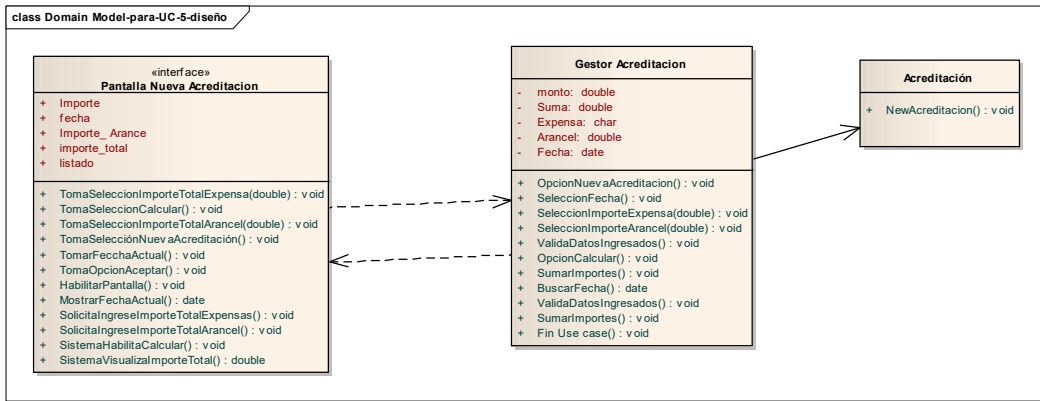 class Domain Model-para-UC-5-diseño
«interface»
Pantalla Nueva Acreditacion
+ Importe
+ fecha
+ Importe_ Arance
+ importe_total
+ listado
+ TomaSeleccionImporteTotalExpensa(double) : void
+ TomaSeleccionCalcular() : void
+ TomaSeleccionImporteTotalArancel(double) : void
+ TomaSelecciónNuevaAcreditación() : void
+ TomarFecchaActual() : void
+ TomaOpcionAceptar() : void
+ HabilitarPantalla() : void
+ MostrarFechaActual() : date
+ SolicitaIngreseImporteTotalExpensas() : void
+ SolicitaIngreseImporteTotalArancel() : void
+ SistemaHabilitaCalcular() : void
+ SistemaVisualizaImporteTotal() : double
Gestor Acreditacion
- monto: double
- Suma: double
- Expensa: char
- Arancel: double
- Fecha: date
+ OpcionNuevaAcreditacion() : void
+ SeleccionFecha() : void
+ SeleccionImporteExpensa(double) : void
+ SeleccionImporteArancel(double) : void
+ ValidaDatosIngresados() : void
+ OpcionCalcular() : void
+ SumarImportes() : void
+ BuscarFecha() : date
+ ValidaDatosIngresados() : void
+ SumarImportes() : void
+ Fin Use case() : void
Acreditación
+ NewAcreditacion() : void